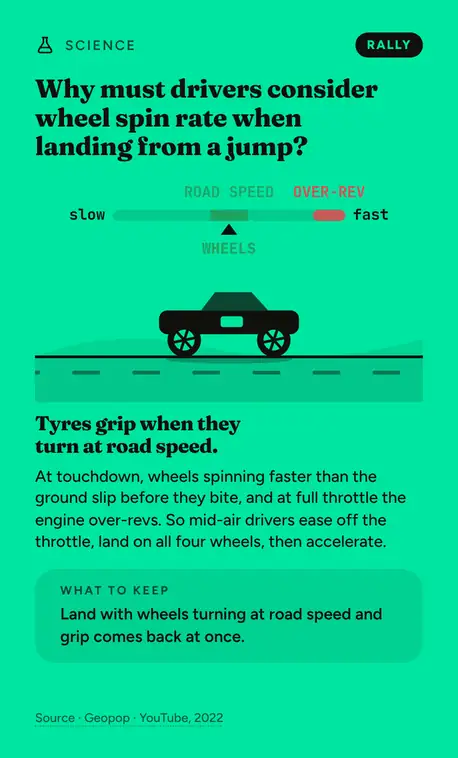 SCIENCE
RALLY
Why must drivers consider
wheel spin rate when
landing from a jump?
ROAD SPEED OVER-REV
slow fast
WHEELS
Tyres grip when they
turn at road speed.
At touchdown, wheels spinning faster than the
ground slip before they bite, and at full throttle the
engine over-revs. So mid-air drivers ease off the
throttle, land on all four wheels, then accelerate.
WHAT TO KEEP
Land with wheels turning at road speed and
grip comes back at once.
Source · Geopop · YouTube, 2022